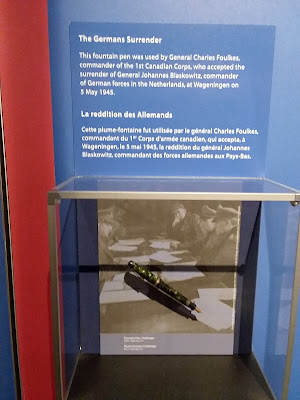 The Germans Surrender
This fountain pen was used by General Charles Foulkes,
commander of the 1st Canadian Corps, who accepted the
surrender of General Johannes Blaskowitz, commander
of German forces in the Netherlands, at Wageningen on
5 May 1945.
La reddition des Allemands
Cette plume-fontaine fut utilisée par le général Charles Foulkes,
commandant du 1er Corps d'armée canadien, qui accepta, à
Wageningen, le 5 mai 1945, la reddition du général Johannes
Blaskowitz, commandant des forces allemandes aux Pays-Bas.